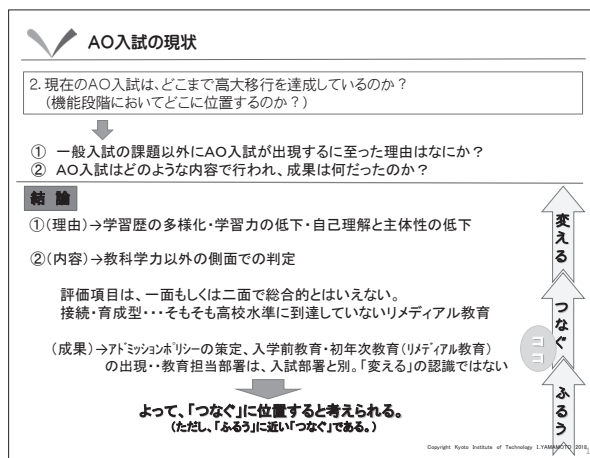 AO入試の現状
2. 現在のAO入試は、どこまで高大移行を達成しているのか？
(機能段階においてどこに位置するのか？)
① 一般入試の課題以外にAO入試が出現するに至った理由はなにか？
② AO入試はどのような内容で行われ、成果は何だったのか？
結 論
①(理由)→学習歴の多様化・学習力の低下・自己理解と主体性の低下
②(内容)→教科学力以外の側面での判定
評価項目は、一面もしくは二面で総合的とはいえない。
接続・育成型・・・そもそも高校水準に到達していないリメディアル教育
(成果)→アドミッションポリシーの策定、入学前教育・初年次教育(リメディアル教育)
の出現・・教育担当部署は、入試部署と別。「変える」の認識ではない
よって、「つなぐ」に位置すると考えられる。
(ただし、「ふるう」に近い「つなぐ」である。)
変える
つなぐ
ココ
ふるう
Copyright Kyoto Institute of Technology I.YAMAMOTO 2018
1